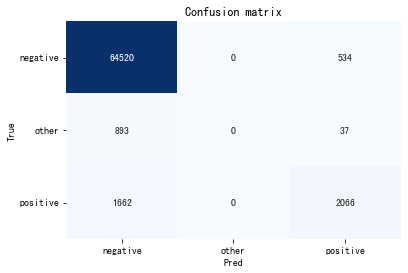 Confusion matrix
negative 64520 0 534
other 893 0 37
positive 1662 0 2066
negative other positive
True
Pred